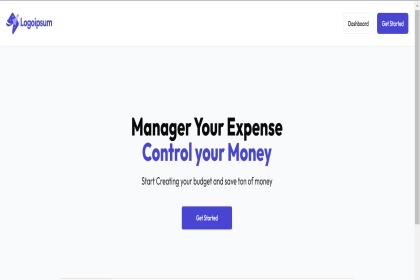 Logoipsum
Dashboard
Get Started
Manager Your Expense
Control your Money
Start Creating your budget and save ton of money
Get Started